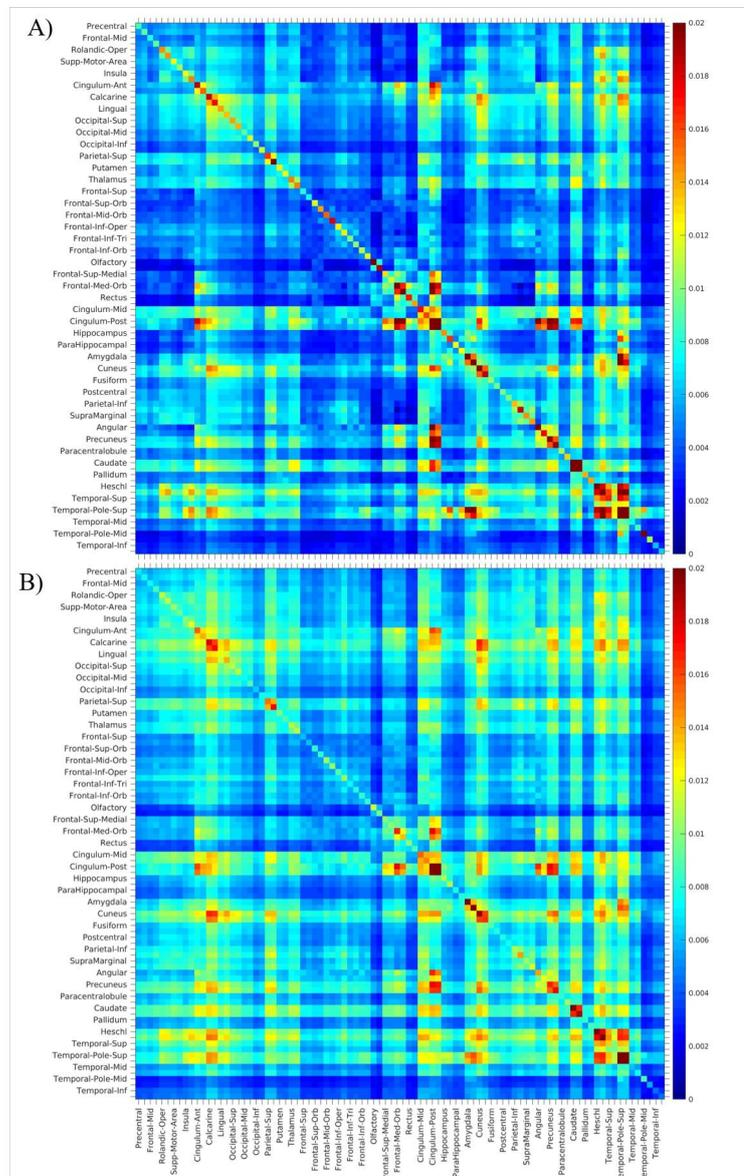 A)
Precentral
Frontal-Mid
Rolandic-Oper
Supp-Motor-Area
Insula
Cingulum-Ant
Calcarine
Lingual
Occipital-Sup
Occipital-Mid
Occipital-Inf
Parietal-Sup
Putamen
Thalamus
Frontal-Sup
Frontal-Sup-Orb
Frontal-Mid-Orb
Frontal-Inf-Oper
Frontal-Inf-Tri
Frontal-Inf-Orb
Olfactory
Frontal-Sup-Medial
Frontal-Med-Orb
Rectus
Cingulum-Mid
Cingulum-Post
Hippocampus
ParaHippocampal
Amygdala
Cuneus
Fusiform
Postcentral
Parietal-Inf
SupraMarginal
Angular
Precuneus
Paracentralobule
Caudate
Pallidum
Heschl
Temporal-Sup
Temporal-Pole-Sup
Temporal-Mid
Temporal-Pole-Mid
Temporal-Inf
0.02
0.018
0.016
0.014
0.012
0.01
0.008
0.006
0.004
0.002
0
B)
Precentral
Frontal-Mid
Rolandic-Oper
Supp-Motor-Area
Insula
Cingulum-Ant
Calcarine
Lingual
Occipital-Sup
Occipital-Mid
Occipital-Inf
Parietal-Sup
Putamen
Thalamus
Frontal-Sup
Frontal-Sup-Orb
Frontal-Mid-Orb
Frontal-Inf-Oper
Frontal-Inf-Tri
Frontal-Inf-Orb
Olfactory
Frontal-Sup-Medial
Frontal-Med-Orb
Rectus
Cingulum-Mid
Cingulum-Post
Hippocampus
ParaHippocampal
Amygdala
Cuneus
Fusiform
Postcentral
Parietal-Inf
SupraMarginal
Angular
Precuneus
Paracentralobule
Caudate
Pallidum
Heschl
Temporal-Sup
Temporal-Pole-Sup
Temporal-Mid
Temporal-Pole-Mid
Temporal-Inf
0.02
0.018
0.016
0.014
0.012
0.01
0.008
0.006
0.004
0.002
0
Precentral
Frontal-Mid
Rolandic-Oper
Supp-Motor-Area
Insula
Cingulum-Ant
Calcarine
Lingual
Occipital-Sup
Occipital-Mid
Occipital-Inf
Parietal-Sup
Putamen
Thalamus
Frontal-Sup
Frontal-Sup-Orb
Frontal-Mid-Orb
Frontal-Inf-Oper
Frontal-Inf-Tri
Frontal-Inf-Orb
Olfactory
Frontal-Sup-Medial
Frontal-Med-Orb
Rectus
Cingulum-Mid
Cingulum-Post
Hippocampus
ParaHippocampal
Amygdala
Cuneus
Fusiform
Postcentral
Parietal-Inf
SupraMarginal
Angular
Precuneus
Paracentralobule
Caudate
Pallidum
Heschl
Temporal-Sup
Temporal-Pole-Sup
Temporal-Mid
Temporal-Pole-Mid
Temporal-Inf